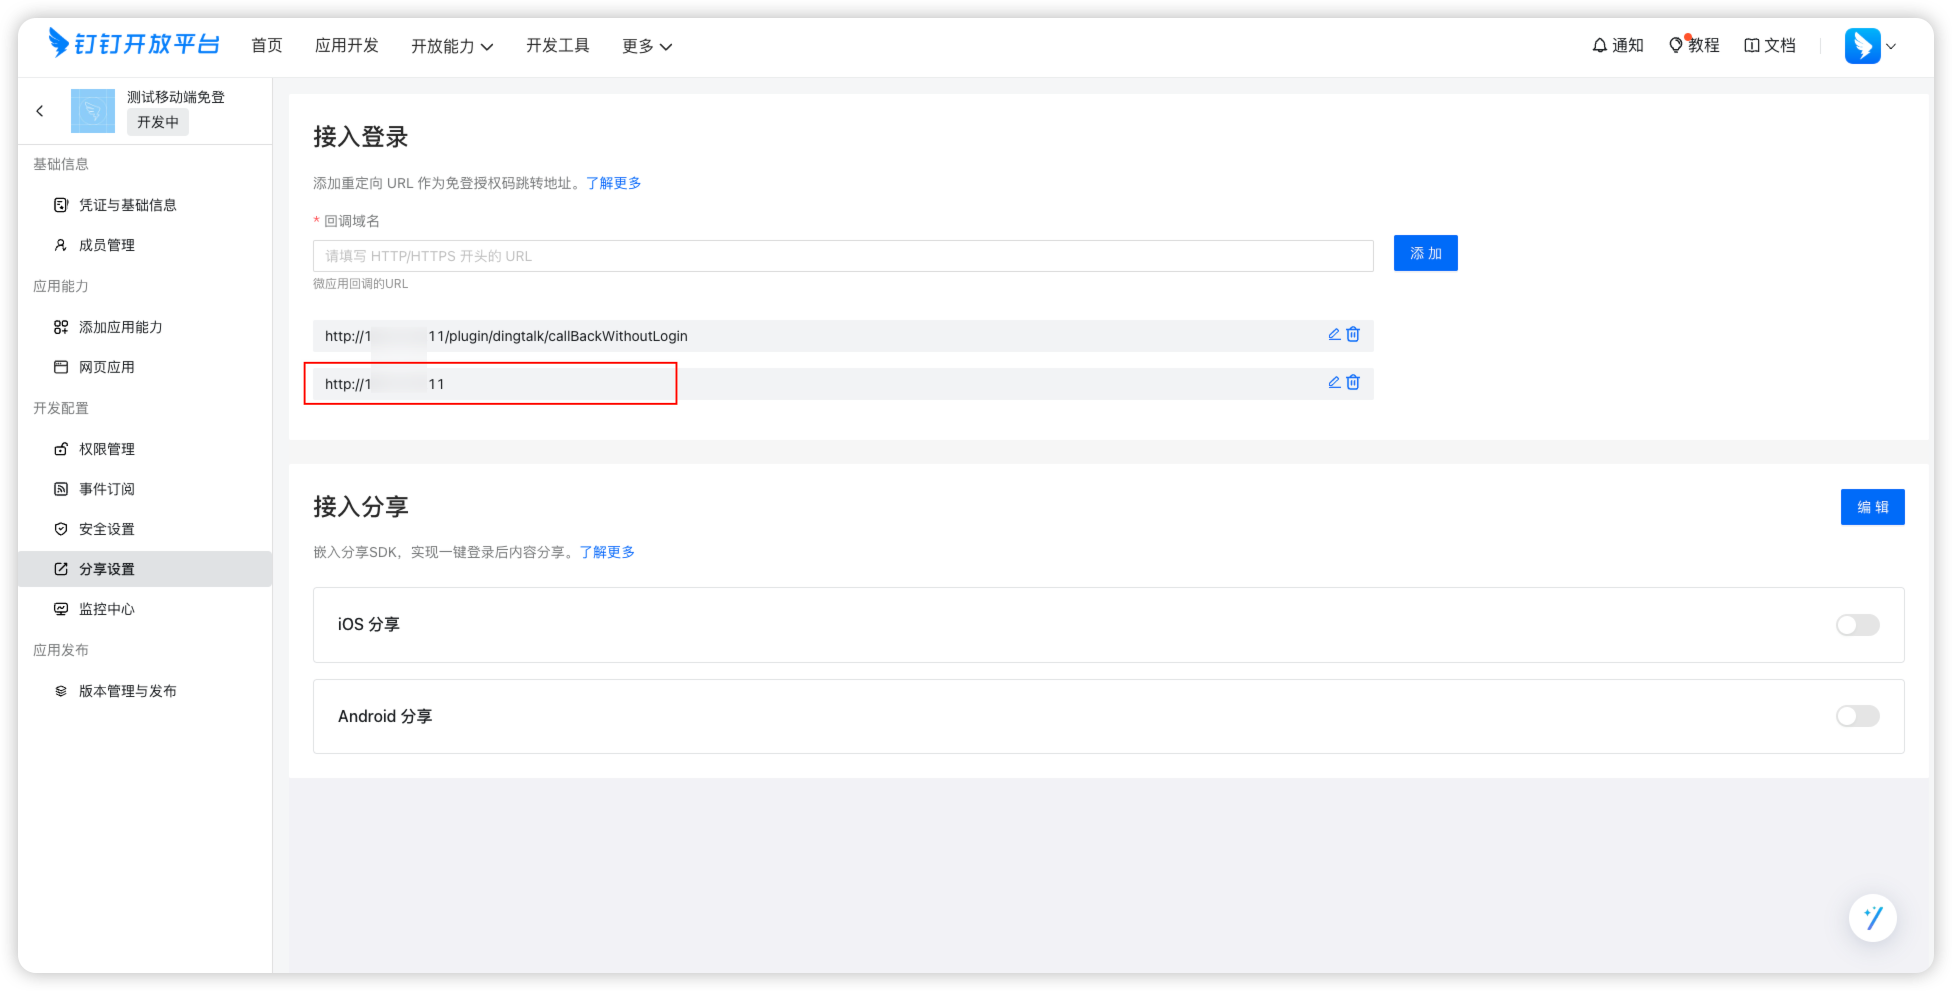 钉钉开放平台 首页 应用开发 开放能力 开发工具 更多 通知 教程 文档
测试移动端免登
开发中
基础信息
凭证与基础信息
成员管理
应用能力
添加应用能力
网页应用
开发配置
权限管理
事件订阅
安全设置
分享设置
监控中心
应用发布
版本管理与发布
接入登录
添加重定向 URL 作为免登授权码跳转地址。了解更多
* 回调域名
请填写 HTTP/HTTPS 开头的 URL
添 加
微应用回调的URL
http://1 11/plugin/dingtalk/callBackWithoutLogin
http://1 11
接入分享
编 辑
嵌入分享SDK，实现一键登录后内容分享。了解更多
iOS 分享
Android 分享